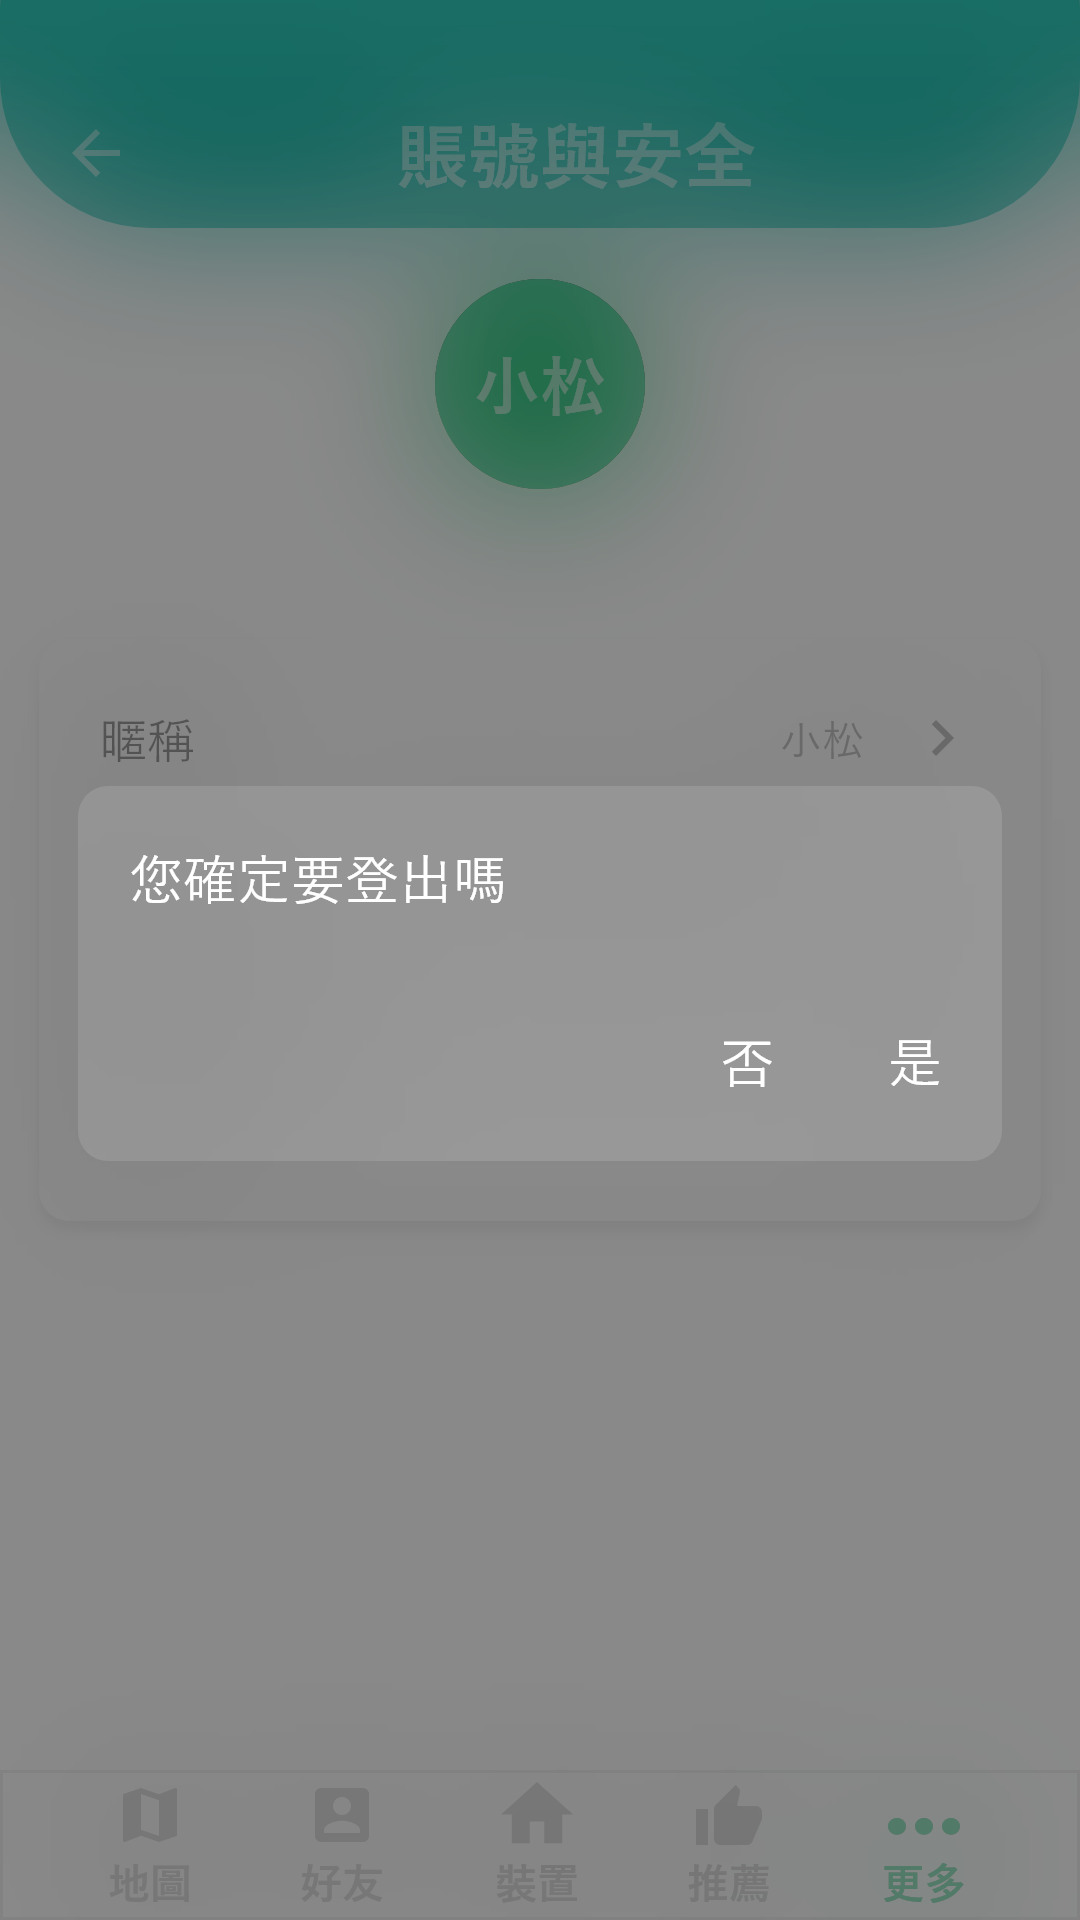 賬號與安全
小松
暱稱 小松
您確定要登出嗎
否 是
地圖 好友 裝置 推薦 更多